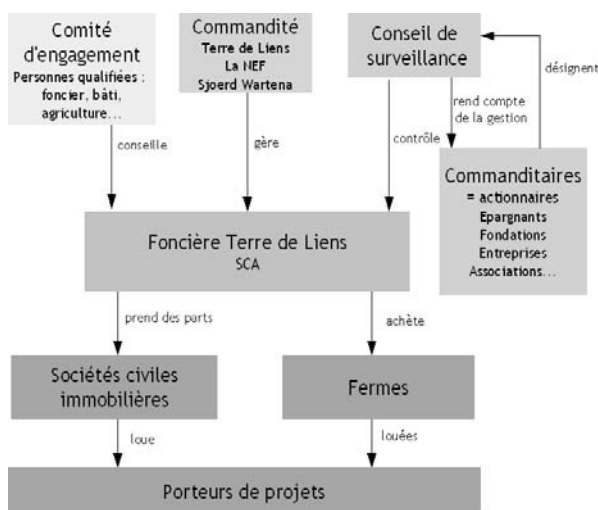 Comité
d'engagement
Personnes qualifiées :
foncier, bâti,
agriculture...
Commandité
Terre de Liens
La NEF
Sjoerd Wartena
Conseil de
surveillance
désignent
rend compte
de la gestion
conseille
gère
contrôle
Commanditaires
= actionnaires
Epargnants
Fondations
Entreprises
Associations...
Foncière Terre de Liens
SCA
prend des parts
achète
Sociétés civiles
immobilières
Fermes
loue
louées
Porteurs de projets